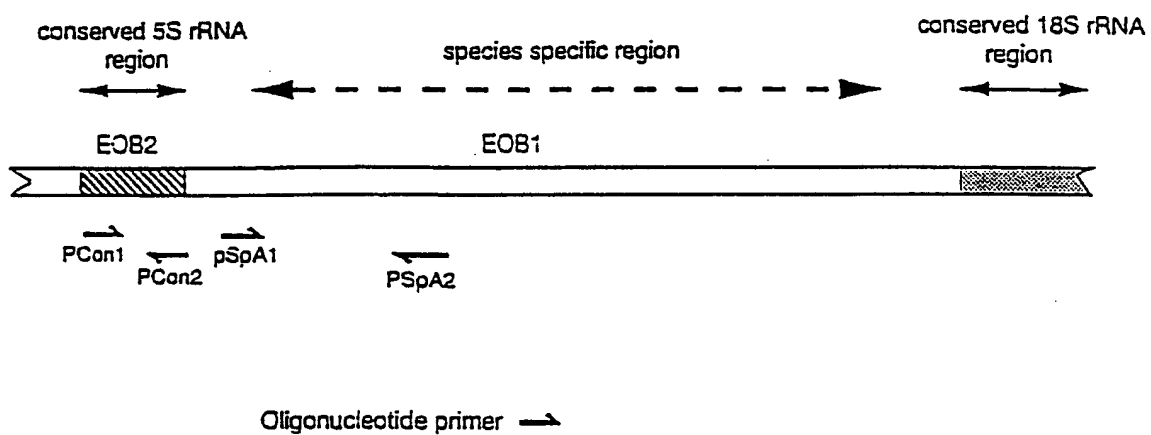 conserved 5S rRNA
region
species specific region
conserved 18S rRNA
region
EOB2
EOB1
PCon1
PCon2
pSpA1
PSpA2
Oligonucleotide primer